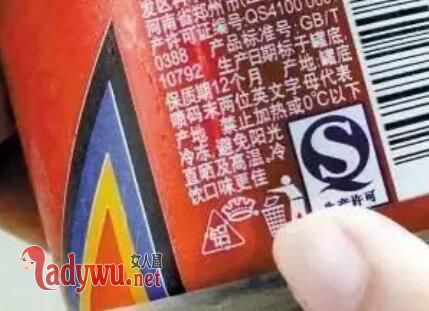 发区科
河南省郑州市(
产许可证编号QS4100
0388 产品标准号:GB/T
10792 生产日期标于罐底
保质期12个月 产地:罐底
喷码末两位英文字母代表
产地 禁止加热或0℃以下
冷冻,避免阳光
直晒及高温,冷
饮口味更佳
铝
生产许可
女人屋
Ladywu.net